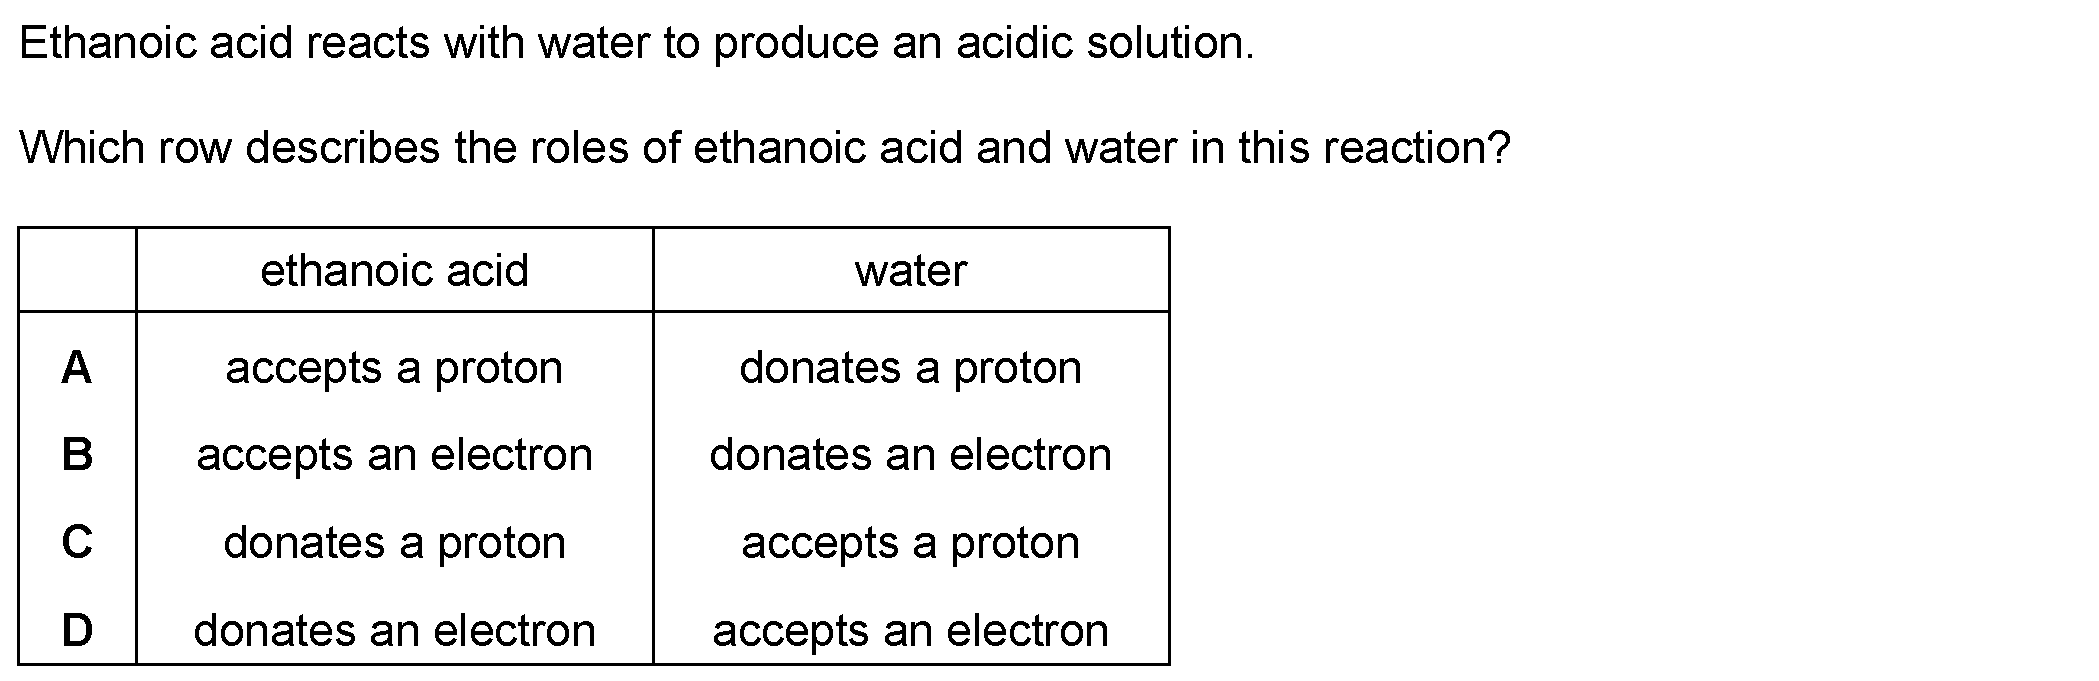 Ethanoic acid reacts with water to produce an acidic solution.
Which row describes the roles of ethanoic acid and water in this reaction?
ethanoic acid water
A accepts a proton donates a proton
B accepts an electron donates an electron
C donates a proton accepts a proton
D donates an electron accepts an electron